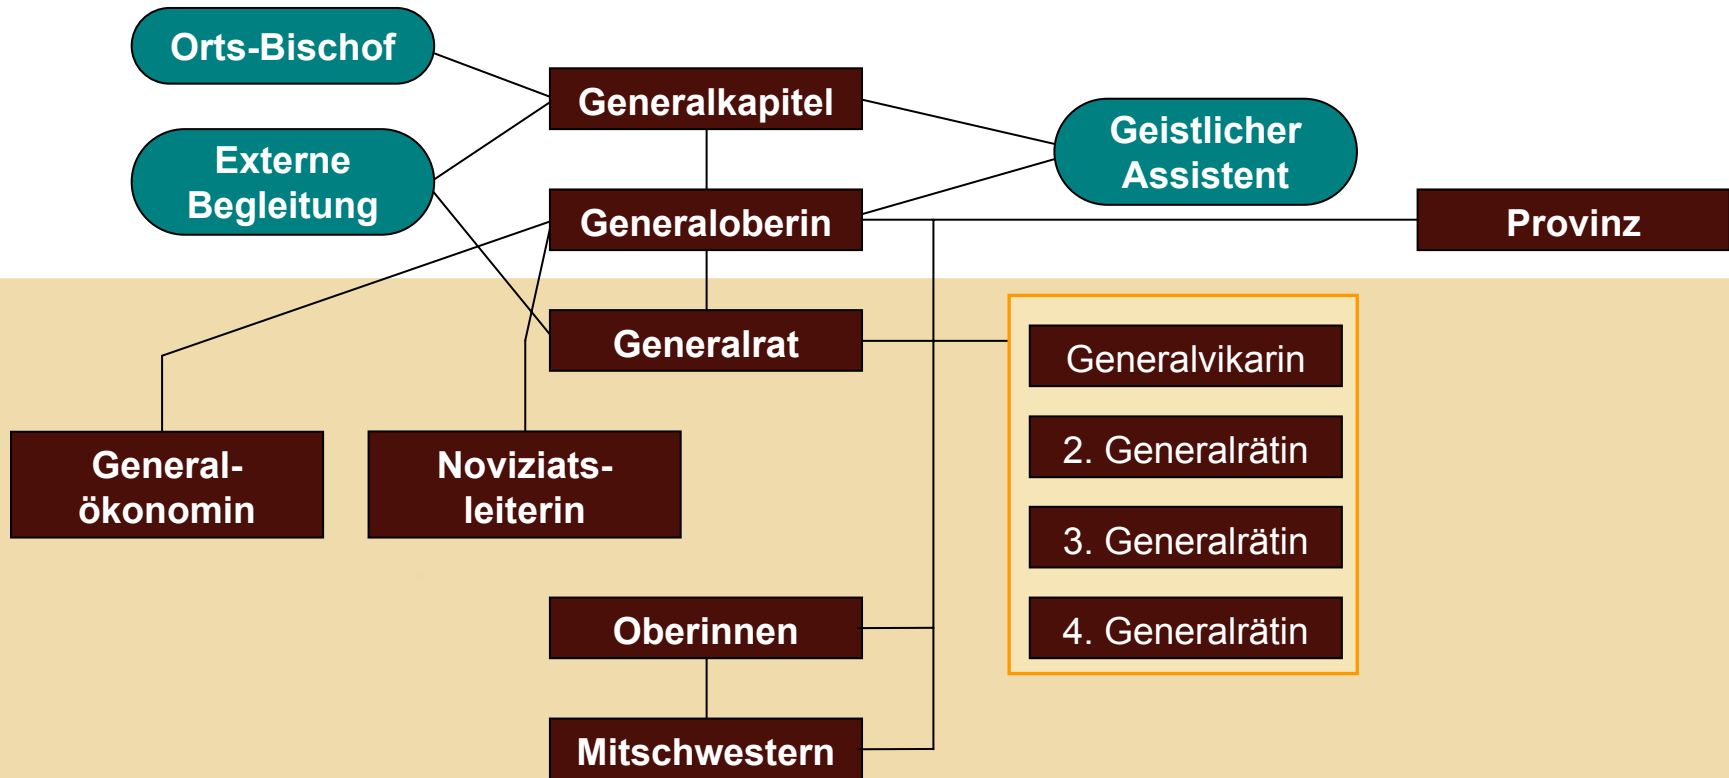 Orts-Bischof
Generalkapitel
Geistlicher
Assistent
Externe
Begleitung
Generaloberin
Provinz
Generalrat
Generalvikarin
General-
ökonomin
Noviziats-
leiterin
2. Generalrätin
3. Generalrätin
Oberinnen
4. Generalrätin
Mitschwestern